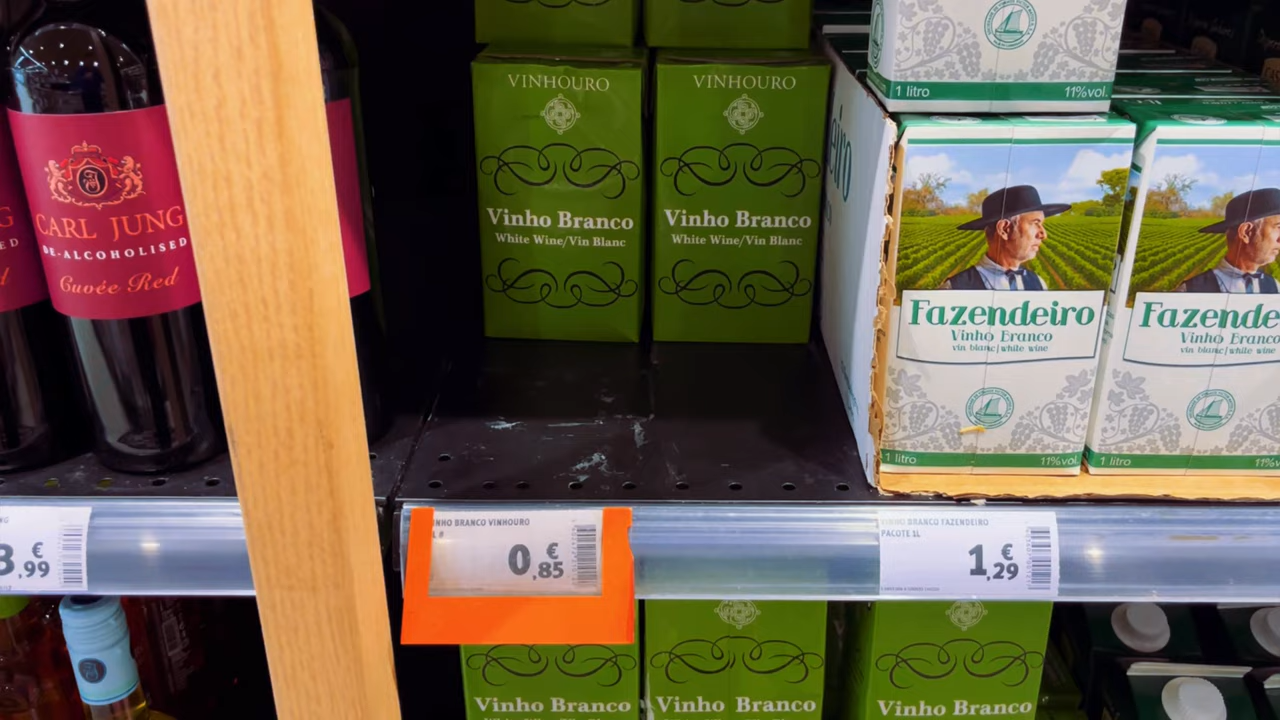 CARL JUNG
DE-ALCOHOLISED
Cuvée Red
VINHOURO
Vinho Branco
White Wine/Vin Blanc
VINHOURO
Vinho Branco
White Wine/Vin Blanc
1 litro 11%vol.
Fazendeiro
Vinho Branco
vin blanc/white wine
1 litro 11%vol.
Fazende
Vinho Branco
vin blanc/white wine
1 litro 11%v
3,99 €
NHO BRANCO VINHOURO
0,85 €
VINHO BRANCO FAZENDEIRO
PACOTE 1L
1,29 €
Vinho Branco
Vinho Branco
Vinho Branco